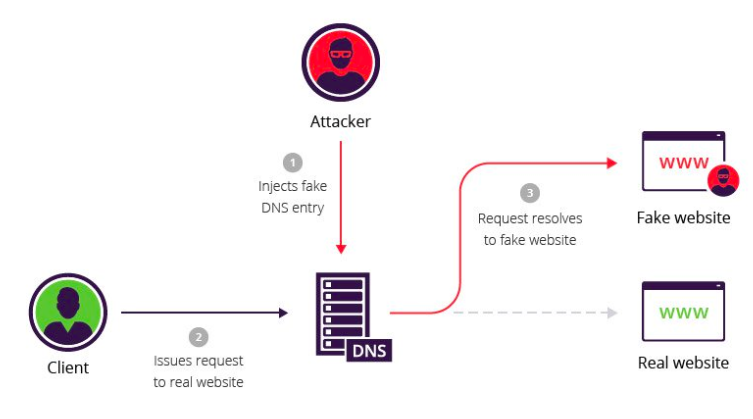 Attacker
1
Injects fake
DNS entry
www
3
Request resolves
to fake website
Fake website
www
DNS
2
Client
Issues request
to real website
Real website